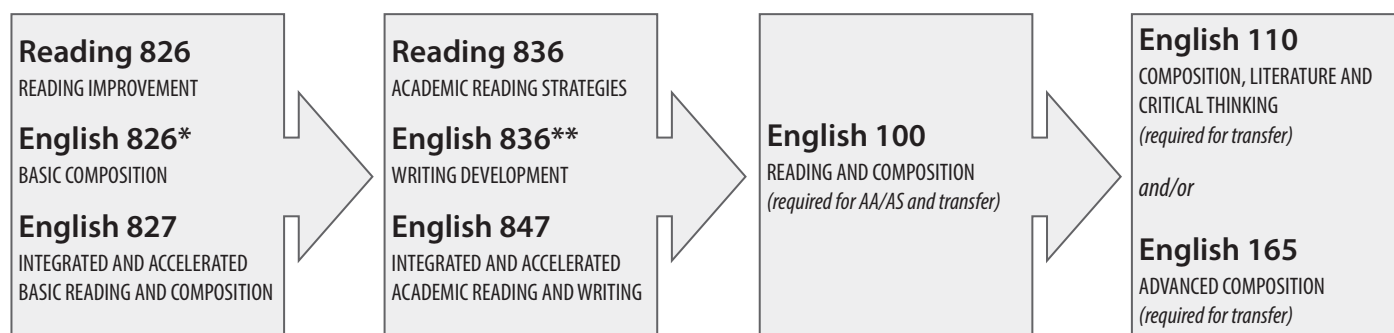 Reading 826
READING IMPROVEMENT
English 826*
BASIC COMPOSITION
English 827
INTEGRATED AND ACCELERATED
BASIC READING AND COMPOSITION
Reading 836
ACADEMIC READING STRATEGIES
English 836**
WRITING DEVELOPMENT
English 847
INTEGRATED AND ACCELERATED
ACADEMIC READING AND WRITING
English 100
READING AND COMPOSITION
(required for AA/AS and transfer)
English 110
COMPOSITION, LITERATURE AND
CRITICAL THINKING
(required for transfer)
and/or
English 165
ADVANCED COMPOSITION
(required for transfer)